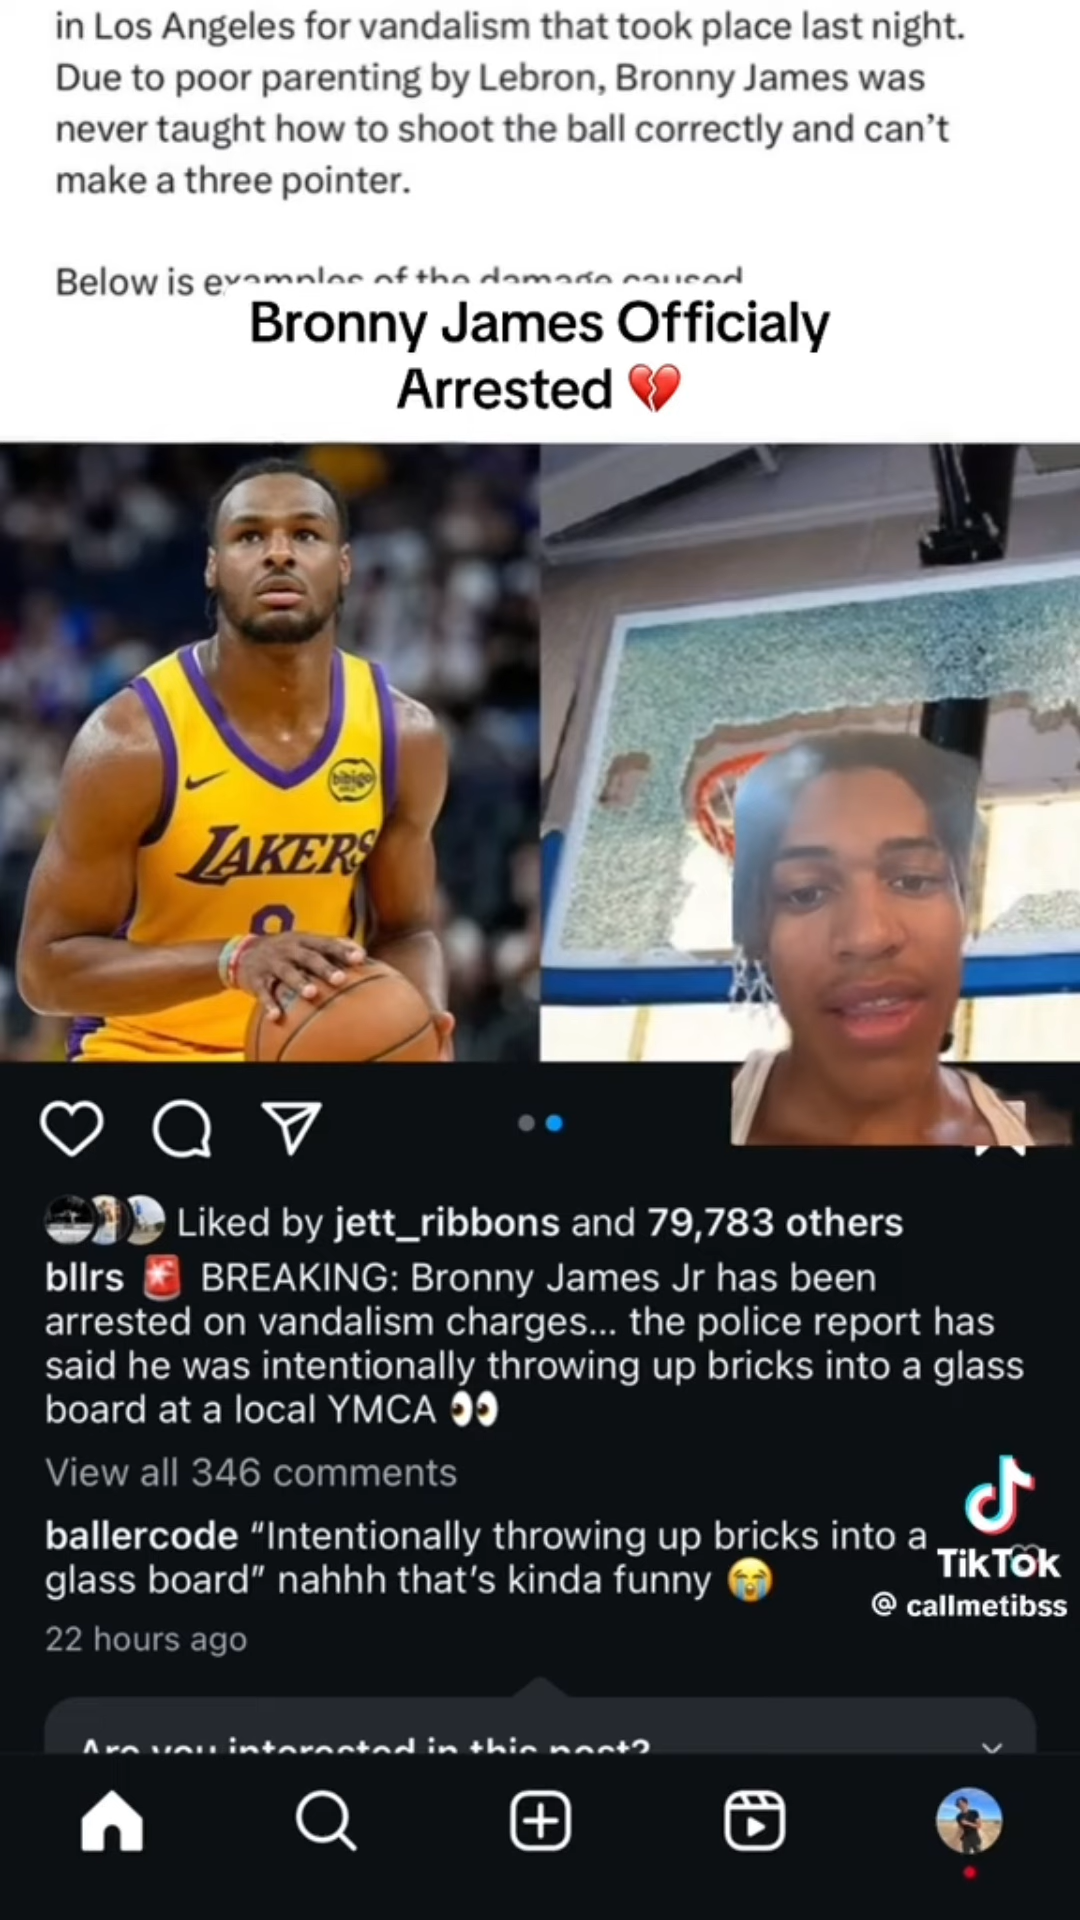 in Los Angeles for vandalism that took place last night.
Due to poor parenting by Lebron, Bronny James was
never taught how to shoot the ball correctly and can't
make a three pointer.
Below is examples of the damage caused
Bronny James Officialy
Arrested 💔
bibigo
LAKERS
Liked by jett_ribbons and 79,783 others
bllrs 🚨 BREAKING: Bronny James Jr has been
arrested on vandalism charges... the police report has
said he was intentionally throwing up bricks into a glass
board at a local YMCA 👀
View all 346 comments
ballercode "Intentionally throwing up bricks into a
glass board" nahhh that's kinda funny 😭
22 hours ago
TikTok
@ callmetibss
Are you interested in this post?